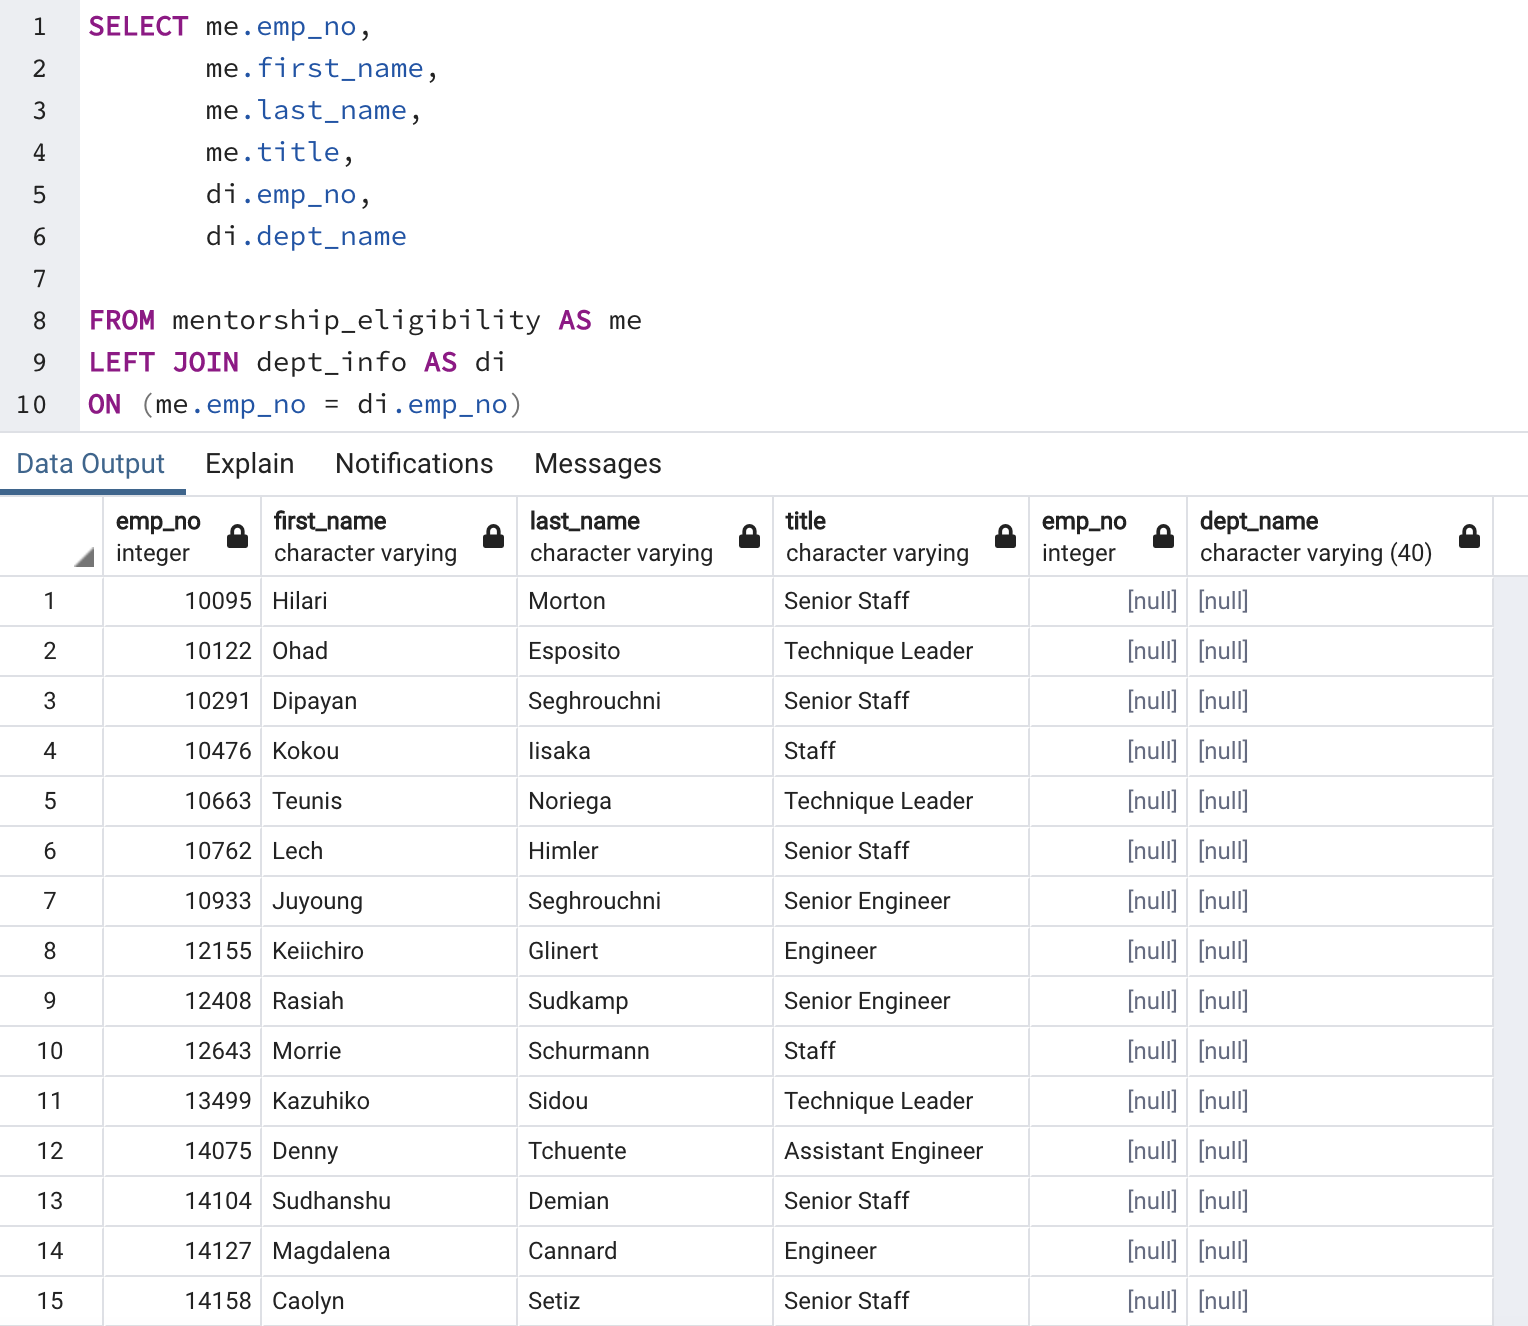 1 SELECT me.emp_no,
2 me.first_name,
3 me.last_name,
4 me.title,
5 di.emp_no,
6 di.dept_name
7
8 FROM mentorship_eligibility AS me
9 LEFT JOIN dept_info AS di
10 ON (me.emp_no = di.emp_no)
Data Output Explain Notifications Messages
emp_no first_name last_name title emp_no dept_name
integer character varying character varying character varying integer character varying (40)
1 10095 Hilari Morton Senior Staff [null] [null]
2 10122 Ohad Esposito Technique Leader [null] [null]
3 10291 Dipayan Seghrouchni Senior Staff [null] [null]
4 10476 Kokou Iisaka Staff [null] [null]
5 10663 Teunis Noriega Technique Leader [null] [null]
6 10762 Lech Himler Senior Staff [null] [null]
7 10933 Juyoung Seghrouchni Senior Engineer [null] [null]
8 12155 Keiichiro Glinert Engineer [null] [null]
9 12408 Rasiah Sudkamp Senior Engineer [null] [null]
10 12643 Morrie Schurmann Staff [null] [null]
11 13499 Kazuhiko Sidou Technique Leader [null] [null]
12 14075 Denny Tchuente Assistant Engineer [null] [null]
13 14104 Sudhanshu Demian Senior Staff [null] [null]
14 14127 Magdalena Cannard Engineer [null] [null]
15 14158 Caolyn Setiz Senior Staff [null] [null]